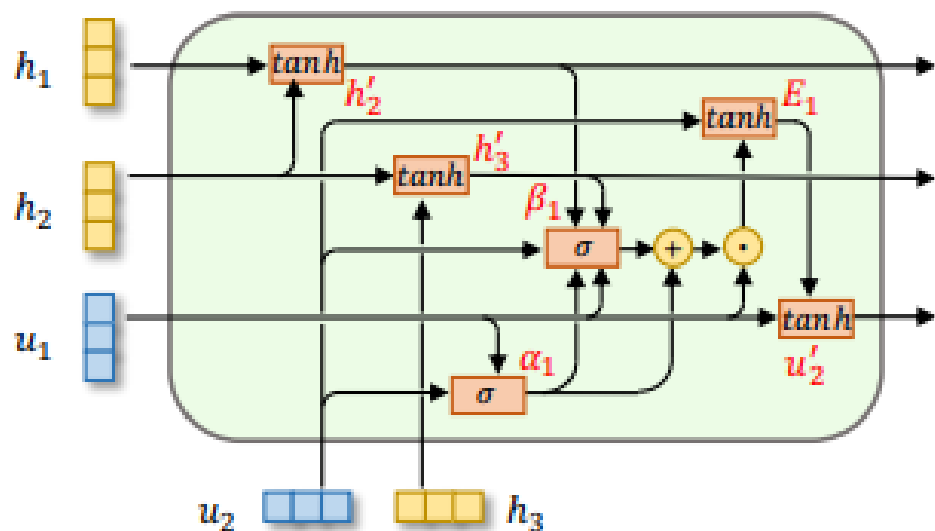 h₁
tanh
h′₂
E₁
tanh
h′₃
tanh
h₂
β₁
σ
+
·
u₁
tanh
u′₂
α₁
σ
u₂
h₃